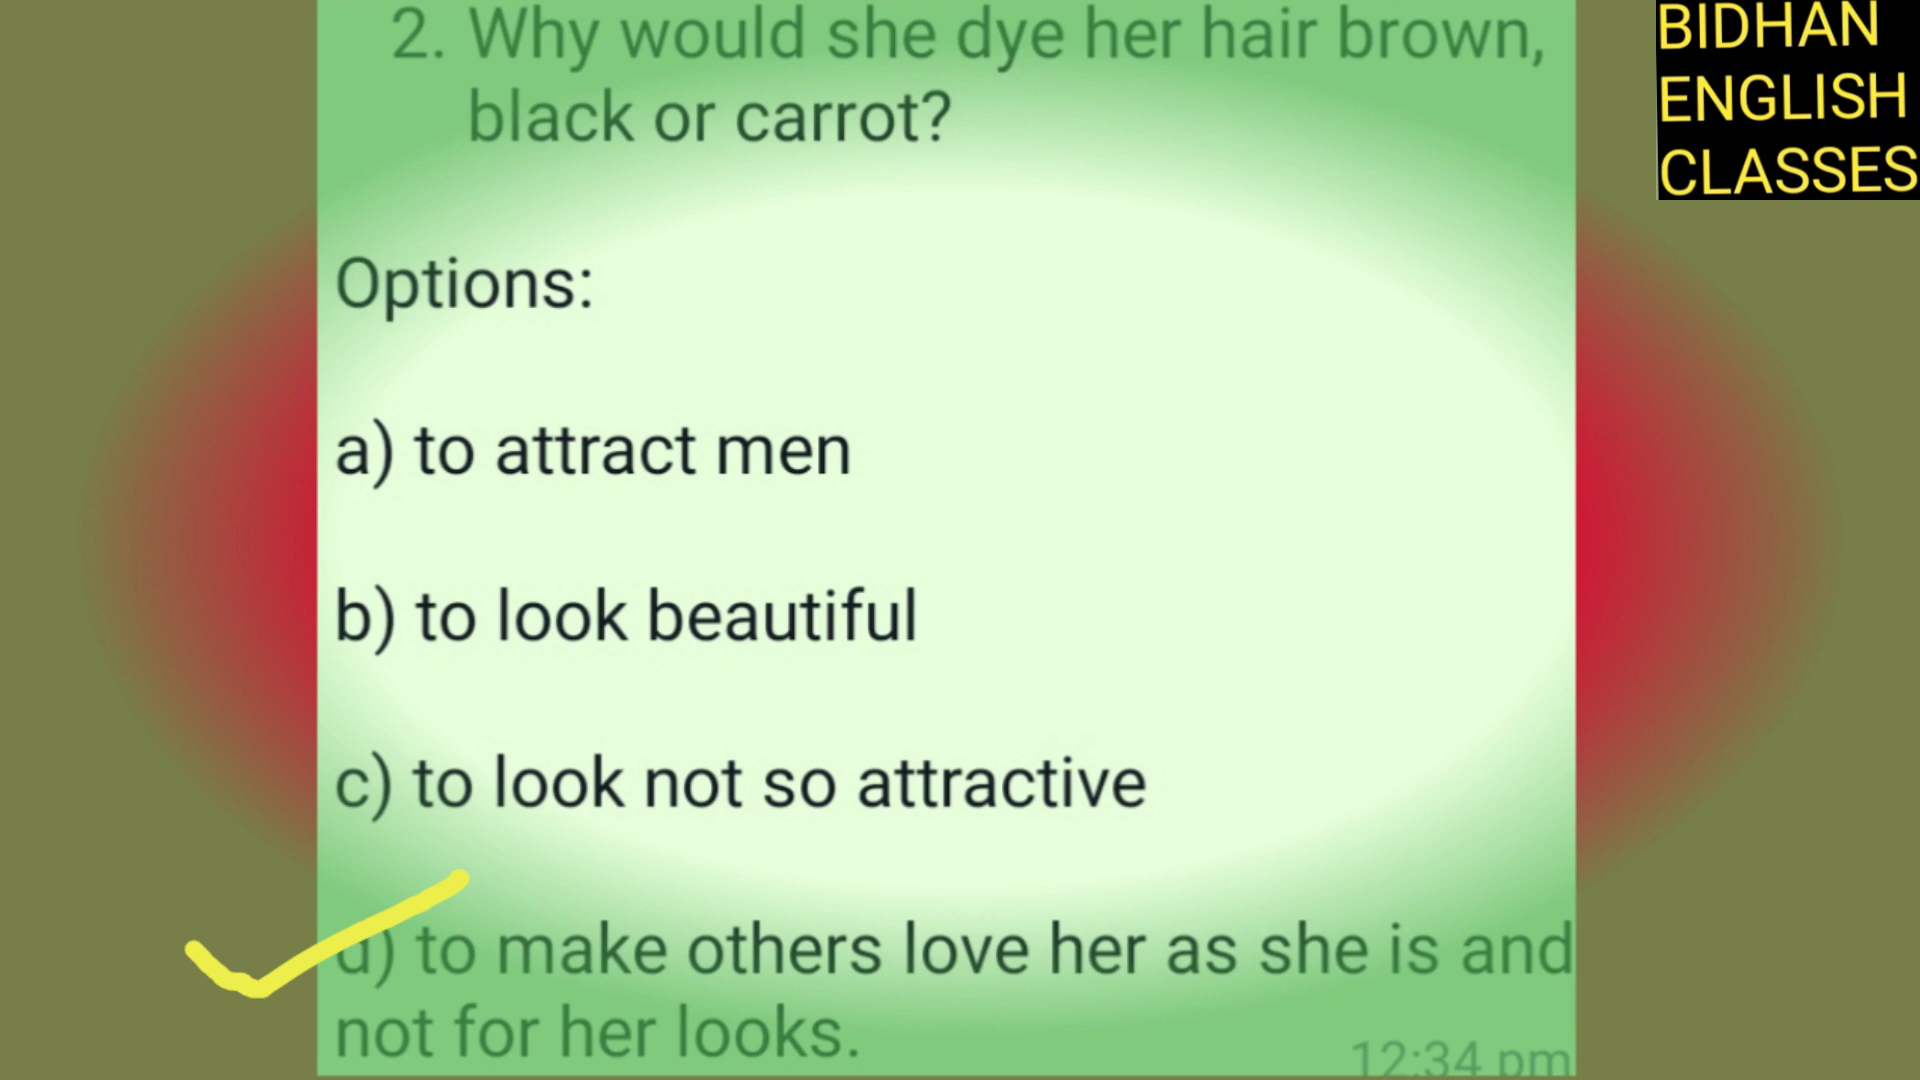 2. Why would she dye her hair brown,
black or carrot?
BIDHAN
ENGLISH
CLASSES
Options:
a) to attract men
b) to look beautiful
c) to look not so attractive
d) to make others love her as she is and
not for her looks.
12:34 pm